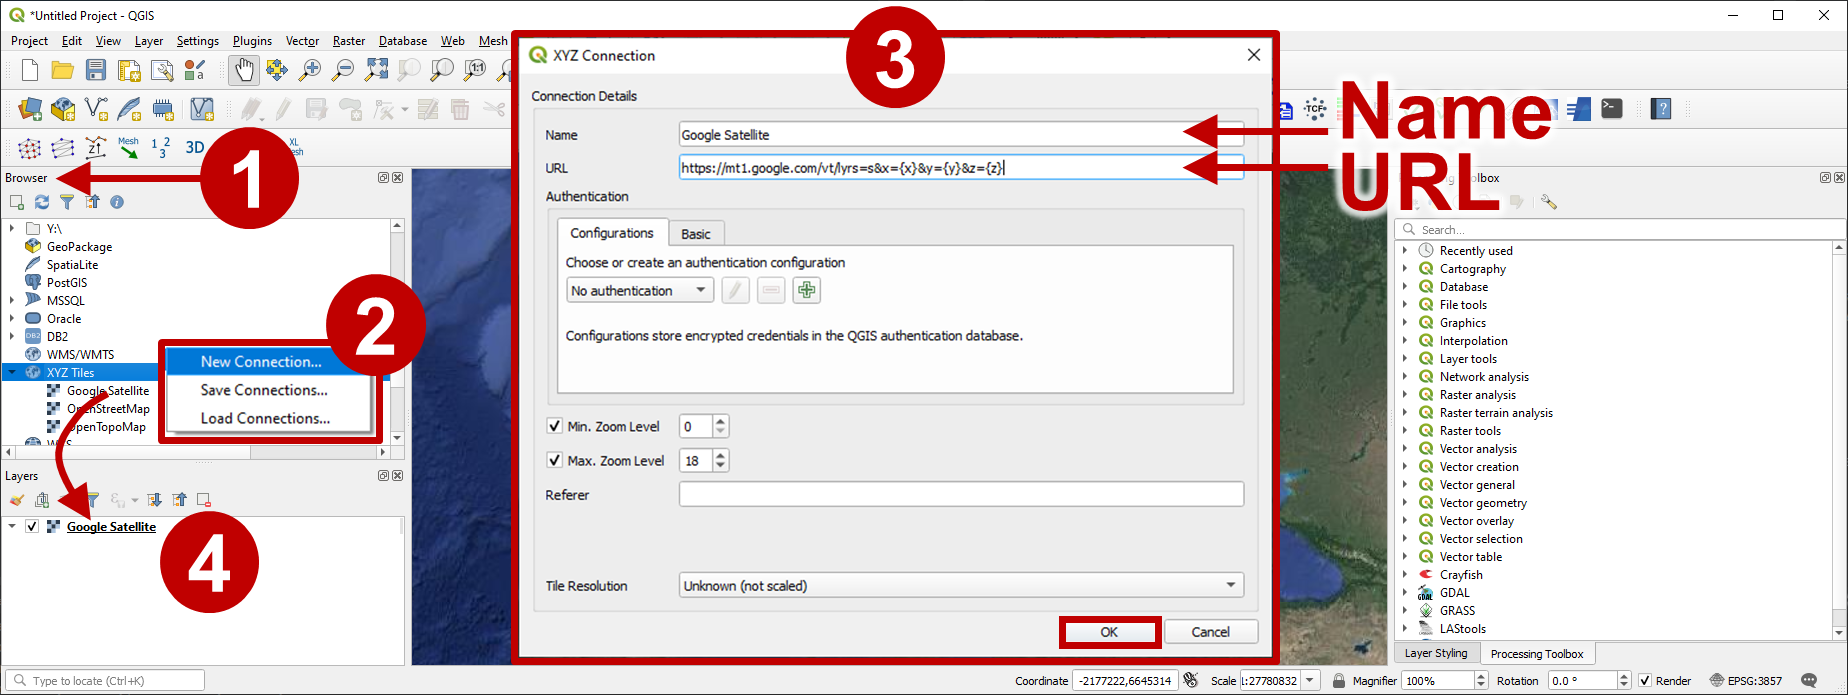 *Untitled Project - QGIS
Project Edit View Layer Settings Plugins Vector Raster Database Web Mesh
Mesh
1 2 3
3D
XL
Mesh
TCF
1
Browser
Y:\
GeoPackage
SpatiaLite
PostGIS
MSSQL
Oracle
DB2
WMS/WMTS
XYZ Tiles
Google Satellite
OpenStreetMap
OpenTopoMap
2
New Connection...
Save Connections...
Load Connections...
Layers
Google Satellite
4
Type to locate (Ctrl+K)
3
XYZ Connection
Connection Details
Name Google Satellite
URL https://mt1.google.com/vt/lyrs=s&x={x}&y={y}&z={z}
Name
URL
Authentication
Configurations Basic
Choose or create an authentication configuration
No authentication
Configurations store encrypted credentials in the QGIS authentication database.
Min. Zoom Level 0
Max. Zoom Level 18
Referer
Tile Resolution Unknown (not scaled)
OK Cancel
oolbox
Search...
Recently used
Cartography
Database
File tools
Graphics
Interpolation
Layer tools
Network analysis
Raster analysis
Raster terrain analysis
Raster tools
Vector analysis
Vector creation
Vector general
Vector geometry
Vector overlay
Vector selection
Vector table
Crayfish
GDAL
GRASS
LAStools
Layer Styling Processing Toolbox
Coordinate -2177222,6645314 Scale 1:27780832 Magnifier 100% Rotation 0.0 ° Render EPSG:3857